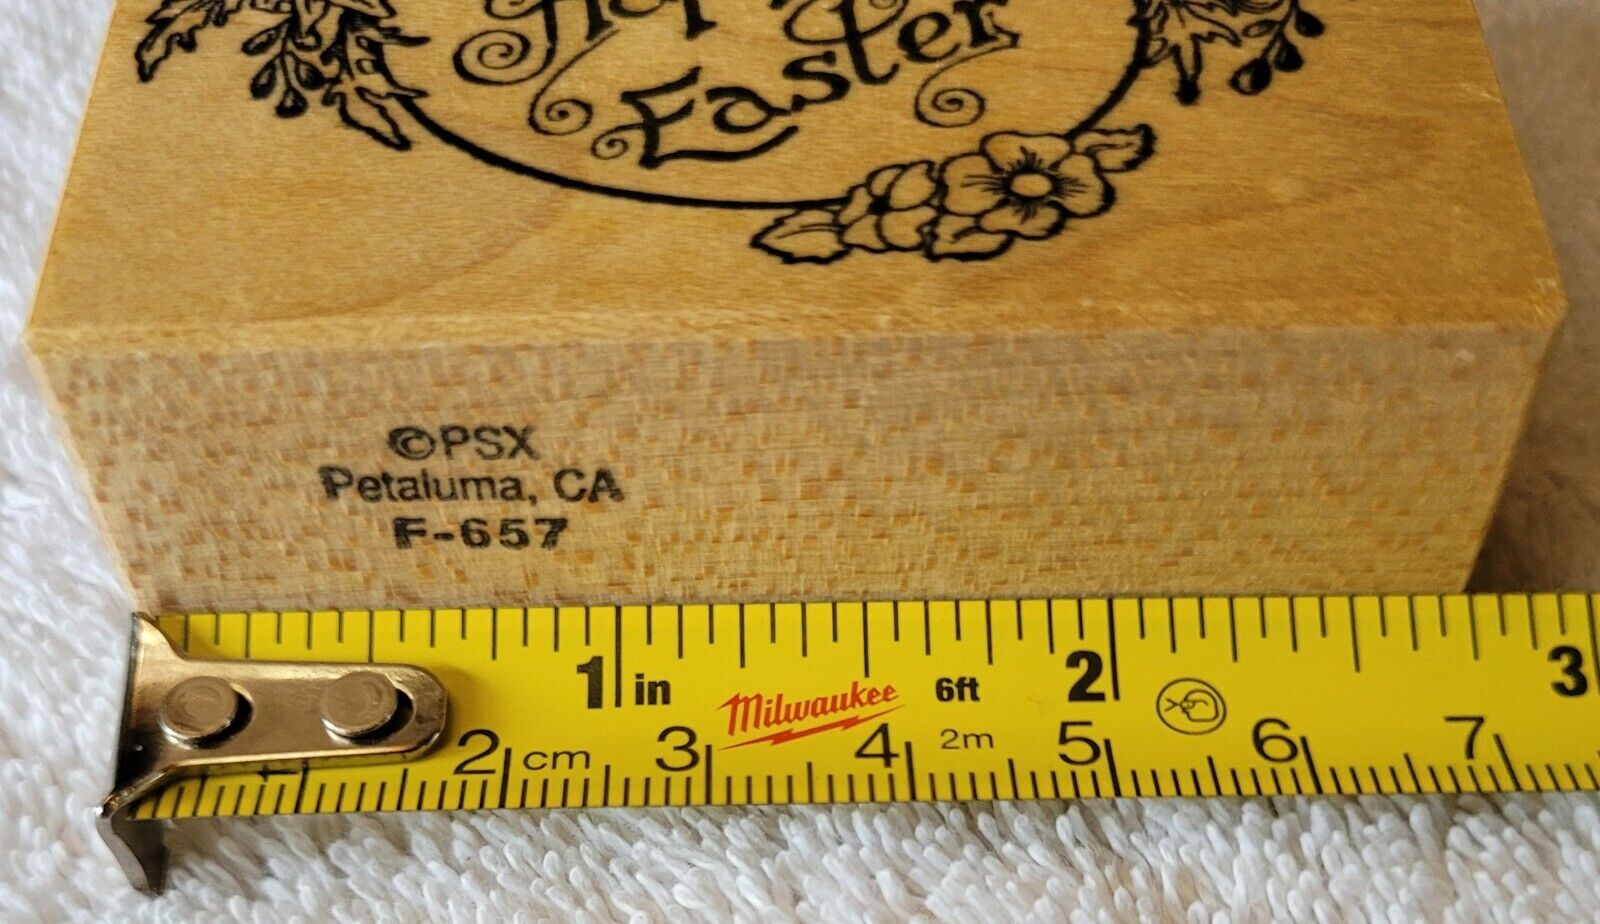 Happy
Easter
©PSX
Petaluma, CA
F-657
1 in Milwaukee 6ft 2 3
2 cm 3 4 2m 5 6 7